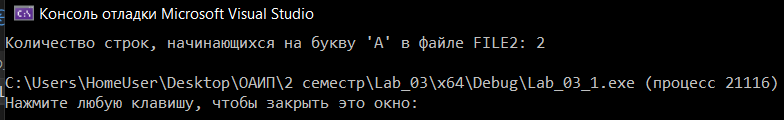 Консоль отладки Microsoft Visual Studio
Количество строк, начинающихся на букву 'А' в файле FILE2: 2
C:\Users\HomeUser\Desktop\ОАИП\2 семестр\Lab_03\x64\Debug\Lab_03_1.exe (процесс 21116)
Нажмите любую клавишу, чтобы закрыть это окно: